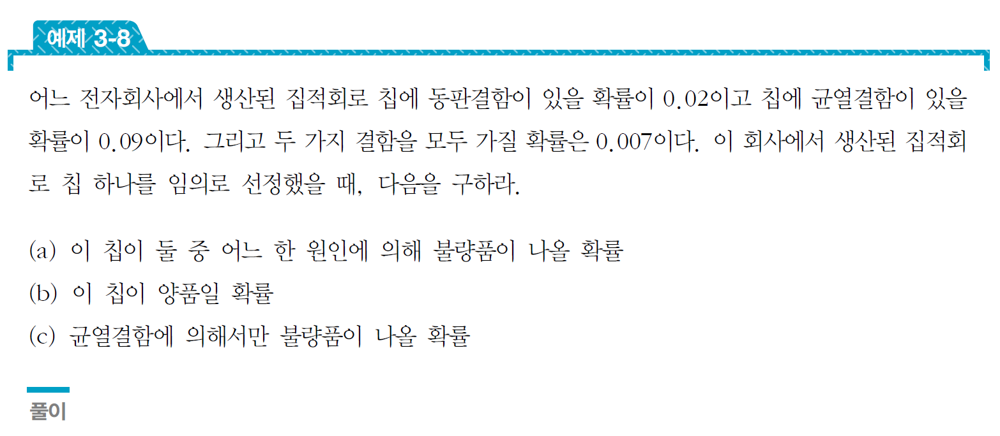 예제 3-8
어느 전자회사에서 생산된 집적회로 칩에 동판결함이 있을 확률이 0.02이고 칩에 균열결함이 있을
확률이 0.09이다. 그리고 두 가지 결함을 모두 가질 확률은 0.007이다. 이 회사에서 생산된 집적회
로 칩 하나를 임의로 선정했을 때, 다음을 구하라.
(a) 이 칩이 둘 중 어느 한 원인에 의해 불량품이 나올 확률
(b) 이 칩이 양품일 확률
(c) 균열결함에 의해서만 불량품이 나올 확률
풀이